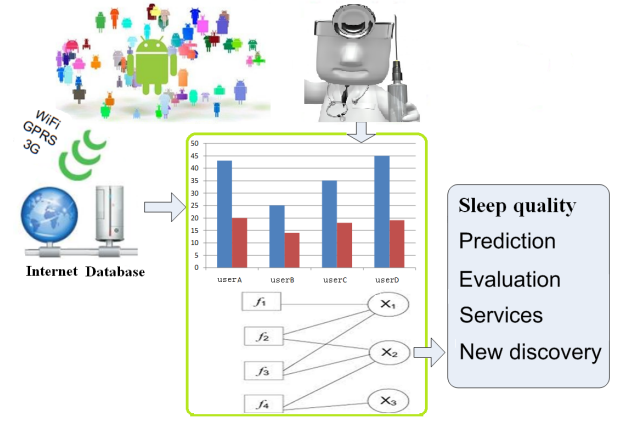 WiFi
GPRS
3G
Internet Database
50
45
40
35
30
25
20
15
10
5
0
userA userB userC userD
f1 X1
f2
X2
f3
f4 X3
Sleep quality
Prediction
Evaluation
Services
New discovery